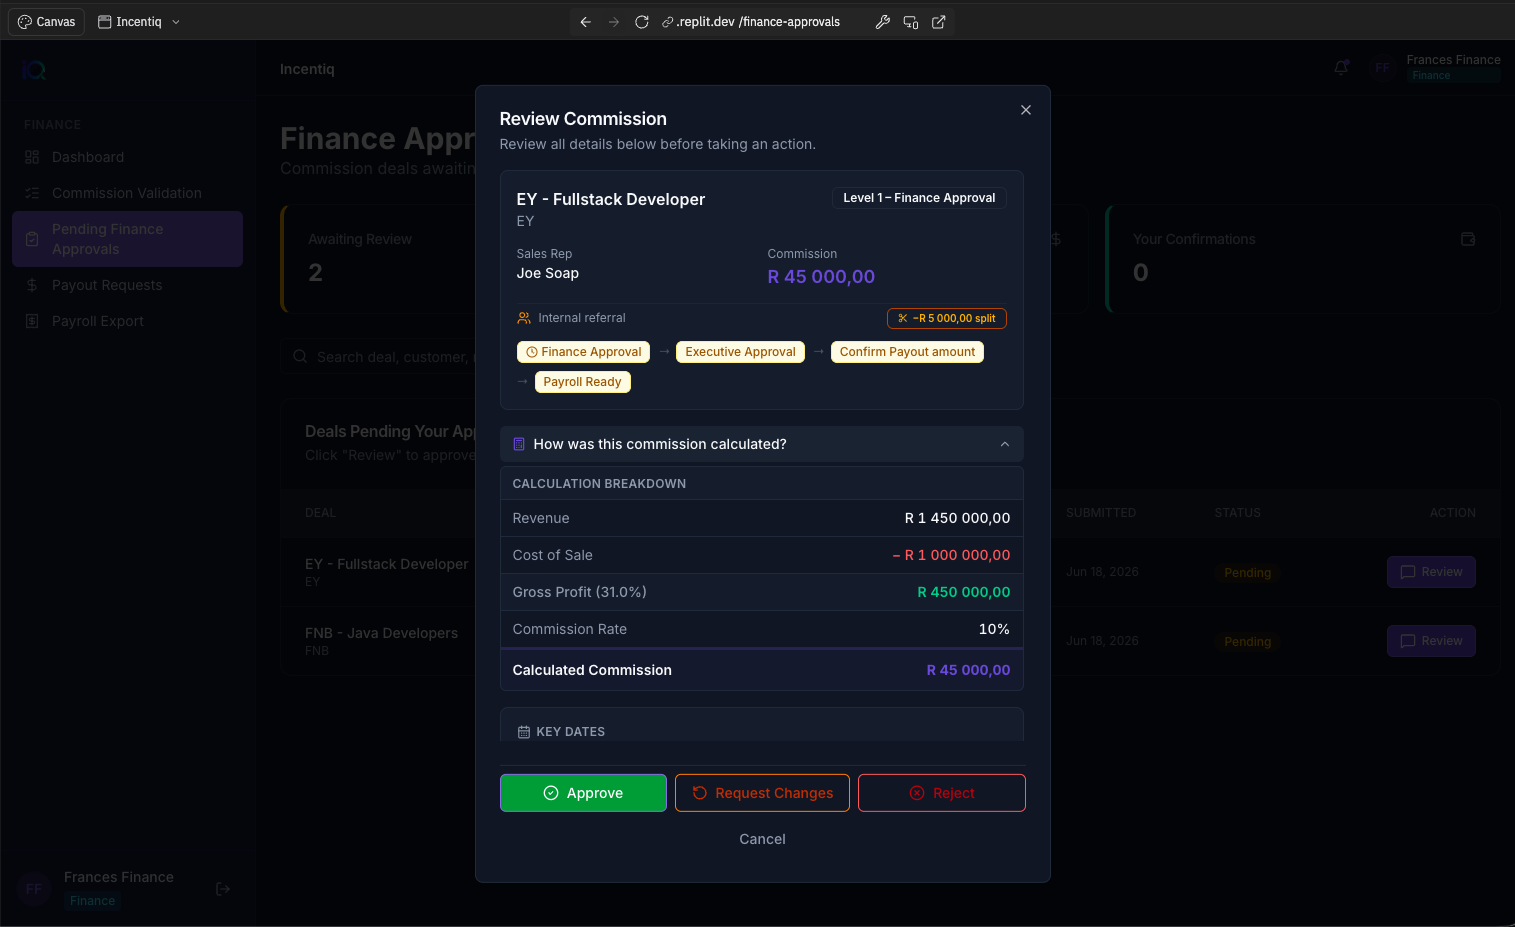 Canvas
Incentiq
.replit.dev /finance-approvals
IQ
Incentiq
FF
Frances Finance
Finance
FINANCE
Dashboard
Commission Validation
Pending Finance
Approvals
Payout Requests
Payroll Export
Finance Appr
Commission deals awaitin
Awaiting Review
2
$
Your Confirmations
0
Search deal, customer,
Deals Pending Your Ap
Click "Review" to approve
DEAL
SUBMITTED
STATUS
ACTION
EY - Fullstack Developer
EY
Jun 18, 2026
Pending
Review
FNB - Java Developers
FNB
Jun 18, 2026
Pending
Review
Review Commission
Review all details below before taking an action.
EY - Fullstack Developer
Level 1 – Finance Approval
EY
Sales Rep
Commission
Joe Soap
R 45 000,00
Internal referral
−R 5 000,00 split
Finance Approval → Executive Approval → Confirm Payout amount
→ Payroll Ready
How was this commission calculated?
CALCULATION BREAKDOWN
Revenue
R 1 450 000,00
Cost of Sale
– R 1 000 000,00
Gross Profit (31.0%)
R 450 000,00
Commission Rate
10%
Calculated Commission
R 45 000,00
KEY DATES
Approve
Request Changes
Reject
Cancel
FF
Frances Finance
Finance